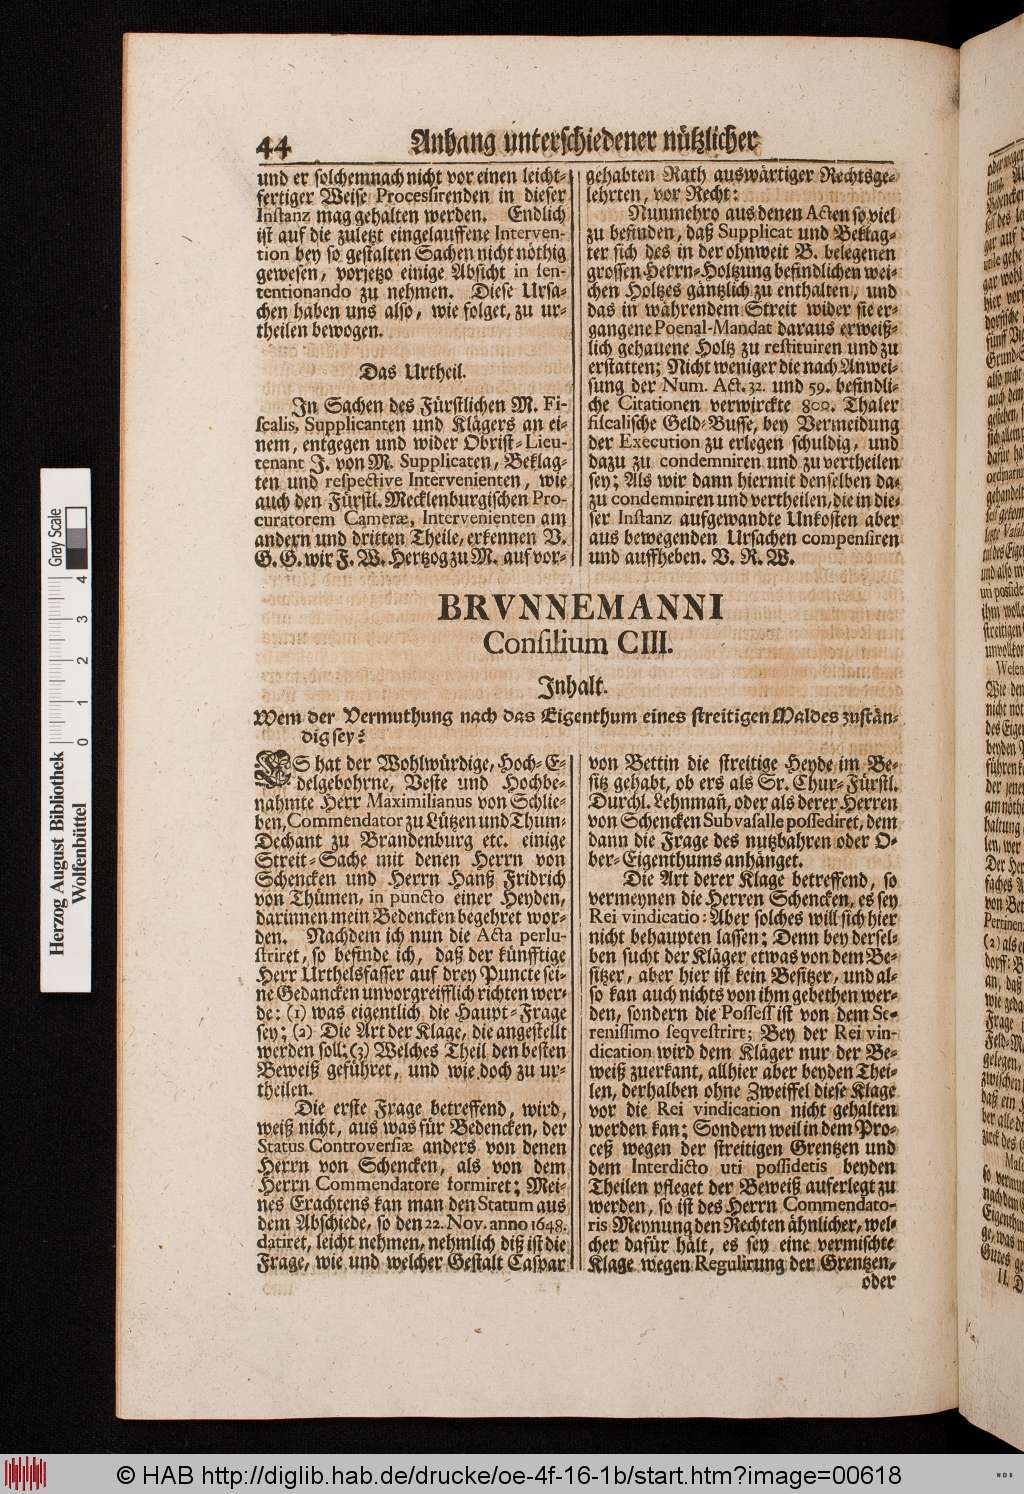 44
Anhang unterschiedener nützlicher
und er solchemnach nicht vor einen leicht-
fertiger Weise Processirenden in dieser
Instanz mag gehalten werden. Endlich
ist auf die zuletzt eingelauffene Interven-
tion bey so gestalten Sachen nicht nöthig
gewesen, vorjetzo einige Absicht in sen-
tentionando zu nehmen. Diese Ursa-
chen haben uns also, wie folget, zu ur-
theilen bewogen.
Das Urtheil.
In Sachen des Fürstlichen M. Fi-
scalis, Supplicanten und Klägers an ei-
nem, entgegen und wider Obrist-Lieu-
tenant J. von M. Supplicaten, Beklag-
ten und respective Intervenienten, wie
auch den Fürstl. Mecklenburgischen Pro-
curatorem Cameræ, Intervenienten am
andern und dritten Theile, erkennen V.
G. G. wir F. W. Hertzog zu M. auf vor-
gehabten Rath auswärtiger Rechtsge-
lehrten, vor Recht:
Nunmehro aus denen Acten so viel
zu befinden, daß Supplicat und Beklag-
ter sich des in der ohnweit B. belegenen
grossen Herrn-Holtzung befindlichen wei-
chen Holtzes gäntzlich zu enthalten, und
das in währendem Streit wider sie er-
gangene Poenal-Mandat daraus erweiß-
lich gehauene Holtz zu restituiren und zu
erstatten; Nicht weniger die nach Anwei-
sung der Num. Act. 32. und 59. befindli-
che Citationen verwirckte 800. Thaler
fiscalische Geld-Busse, bey Vermeidung
der Execution zu erlegen schuldig, und
dazu zu condemniren und zu vertheilen
sey; Als wir dann hiermit denselben da-
zu condemniren und vertheilen, die in die-
ser Instanz aufgewandte Unkosten aber
aus bewegenden Ursachen compensiren
und auffheben. V. R. W.
BRVNNEMANNI
Consilium CIII.
Inhalt.
Wem der Vermuthung nach das Eigenthum eines streitigen Waldes zustän-
dig sey?
ES hat der Wohlwürdige, Hoch-E-
delgebohrne, Veste und Hochbe-
nahmte Herr Maximilianus von Schlie-
ben, Commendator zu Lützen und Thum-
Dechant zu Brandenburg etc. einige
Streit-Sache mit denen Herrn von
Schencken und Herrn Hanß Fridrich
von Thümen, in puncto einer Heyden,
darinnen mein Bedencken begehret wor-
den. Nachdem ich nun die Acta perlu-
striret, so befinde ich, daß der künfftige
Herr Urthelsfasser auf drey Puncte sei-
ne Gedancken unvorgreifflich richten wer-
de: (1) was eigentlich die Haupt-Frage
sey; (2) Die Art der Klage, die angestellt
werden soll; (3) Welches Theil den besten
Beweiß geführet, und wie doch zu ur-
theilen.
Die erste Frage betreffend, wird,
weiß nicht, aus was für Bedencken, der
Status Controversiæ anders von denen
Herrn von Schencken, als von dem
Herrn Commendatore formiret; Mei-
nes Erachtens kan man den Statum aus
dem Abschiede, so den 22. Nov. anno 1648.
datiret, leicht nehmen, nehmlich diß ist die
Frage, wie und welcher Gestalt Caspar
von Bettin die streitige Heyde im Be-
sitz gehabt, ob ers als Sr. Chur-Fürstl.
Durchl. Lehnmañ, oder als derer Herren
von Schencken Subvasalle possediret, dem
dann die Frage des nutzbahren oder O-
ber-Eigenthums anhänget.
Die Art derer Klage betreffend, so
vermeynen die Herren Schencken, es sey
Rei vindicatio: Aber solches will sich hier
nicht behaupten lassen; Denn bey dersel-
ben sucht der Kläger etwas von dem Be-
sitzer, aber hier ist kein Besitzer, und al-
so kan auch nichts von ihm gebethen wer-
den, sondern die Possess ist von dem Se-
renissimo seqvestrirt; Bey der Rei vin-
dication wird dem Kläger nur der Be-
weiß zuerkant, allhier aber beyden Thei-
len, derhalben ohne Zweiffel diese Klage
vor die Rei vindication nicht gehalten
werden kan; Sondern weil in dem Pro-
ceß wegen der streitigen Grentzen und
dem Interdicto uti possidetis beyden
Theilen pfleget der Beweiß auferlegt zu
werden, so ist des Herrn Commendato-
ris Meynung den Rechten ähnlicher, wel-
cher dafür hält, es sey eine vermischte
Klage wegen Regulirung der Grentzen,
oder
Herzog August Bibliothek
Wolfenbüttel
0 1 2 3 4
Gray Scale
© HAB http://diglib.hab.de/drucke/oe-4f-16-1b/start.htm?image=00618